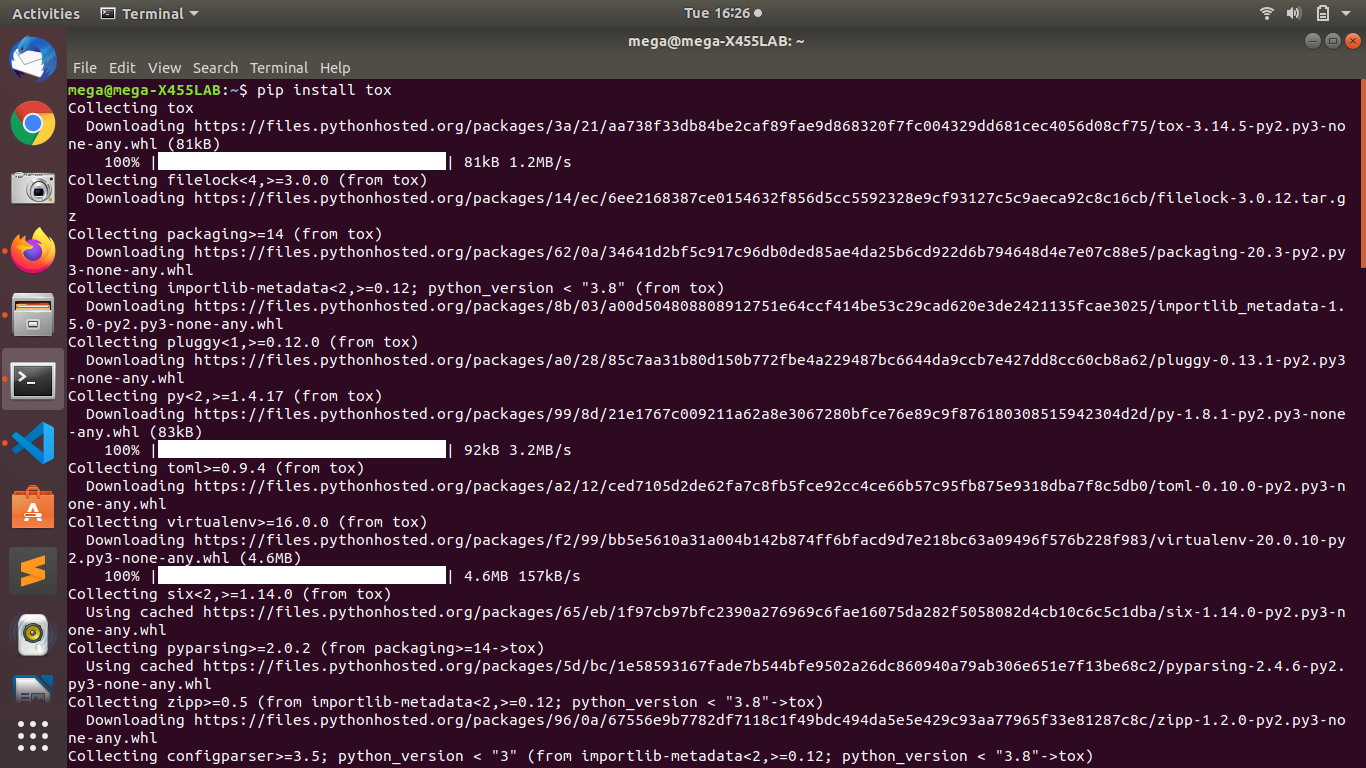 Activities Terminal Tue 16:26
mega@mega-X455LAB: ~
File Edit View Search Terminal Help
mega@mega-X455LAB:~$ pip install tox
Collecting tox
  Downloading https://files.pythonhosted.org/packages/3a/21/aa738f33db84be2caf89fae9d868320f7fc004329dd681cec4056d08cf75/tox-3.14.5-py2.py3-no
ne-any.whl (81kB)
    100% || 81kB 1.2MB/s
Collecting filelock<4,>=3.0.0 (from tox)
  Downloading https://files.pythonhosted.org/packages/14/ec/6ee2168387ce0154632f856d5cc5592328e9cf93127c5c9aeca92c8c16cb/filelock-3.0.12.tar.g
z
Collecting packaging>=14 (from tox)
  Downloading https://files.pythonhosted.org/packages/62/0a/34641d2bf5c917c96db0ded85ae4da25b6cd922d6b794648d4e7e07c88e5/packaging-20.3-py2.py
3-none-any.whl
Collecting importlib-metadata<2,>=0.12; python_version < "3.8" (from tox)
  Downloading https://files.pythonhosted.org/packages/8b/03/a00d504808808912751e64ccf414be53c29cad620e3de2421135fcae3025/importlib_metadata-1.
5.0-py2.py3-none-any.whl
Collecting pluggy<1,>=0.12.0 (from tox)
  Downloading https://files.pythonhosted.org/packages/a0/28/85c7aa31b80d150b772fbe4a229487bc6644da9ccb7e427dd8cc60cb8a62/pluggy-0.13.1-py2.py3
-none-any.whl
Collecting py<2,>=1.4.17 (from tox)
  Downloading https://files.pythonhosted.org/packages/99/8d/21e1767c009211a62a8e3067280bfce76e89c9f876180308515942304d2d/py-1.8.1-py2.py3-none
-any.whl (83kB)
    100% || 92kB 3.2MB/s
Collecting toml>=0.9.4 (from tox)
  Downloading https://files.pythonhosted.org/packages/a2/12/ced7105d2de62fa7c8fb5fce92cc4ce66b57c95fb875e9318dba7f8c5db0/toml-0.10.0-py2.py3-n
one-any.whl
Collecting virtualenv>=16.0.0 (from tox)
  Downloading https://files.pythonhosted.org/packages/f2/99/bb5e5610a31a004b142b874ff6bfacd9d7e218bc63a09496f576b228f983/virtualenv-20.0.10-py
2.py3-none-any.whl (4.6MB)
    100% || 4.6MB 157kB/s
Collecting six<2,>=1.14.0 (from tox)
  Using cached https://files.pythonhosted.org/packages/65/eb/1f97cb97bfc2390a276969c6fae16075da282f5058082d4cb10c6c5c1dba/six-1.14.0-py2.py3-n
one-any.whl
Collecting pyparsing>=2.0.2 (from packaging>=14->tox)
  Using cached https://files.pythonhosted.org/packages/5d/bc/1e58593167fade7b544bfe9502a26dc860940a79ab306e651e7f13be68c2/pyparsing-2.4.6-py2.
py3-none-any.whl
Collecting zipp>=0.5 (from importlib-metadata<2,>=0.12; python_version < "3.8"->tox)
  Downloading https://files.pythonhosted.org/packages/96/0a/67556e9b7782df7118c1f49bdc494da5e5e429c93aa77965f33e81287c8c/zipp-1.2.0-py2.py3-no
ne-any.whl
Collecting configparser>=3.5; python_version < "3" (from importlib-metadata<2,>=0.12; python_version < "3.8"->tox)